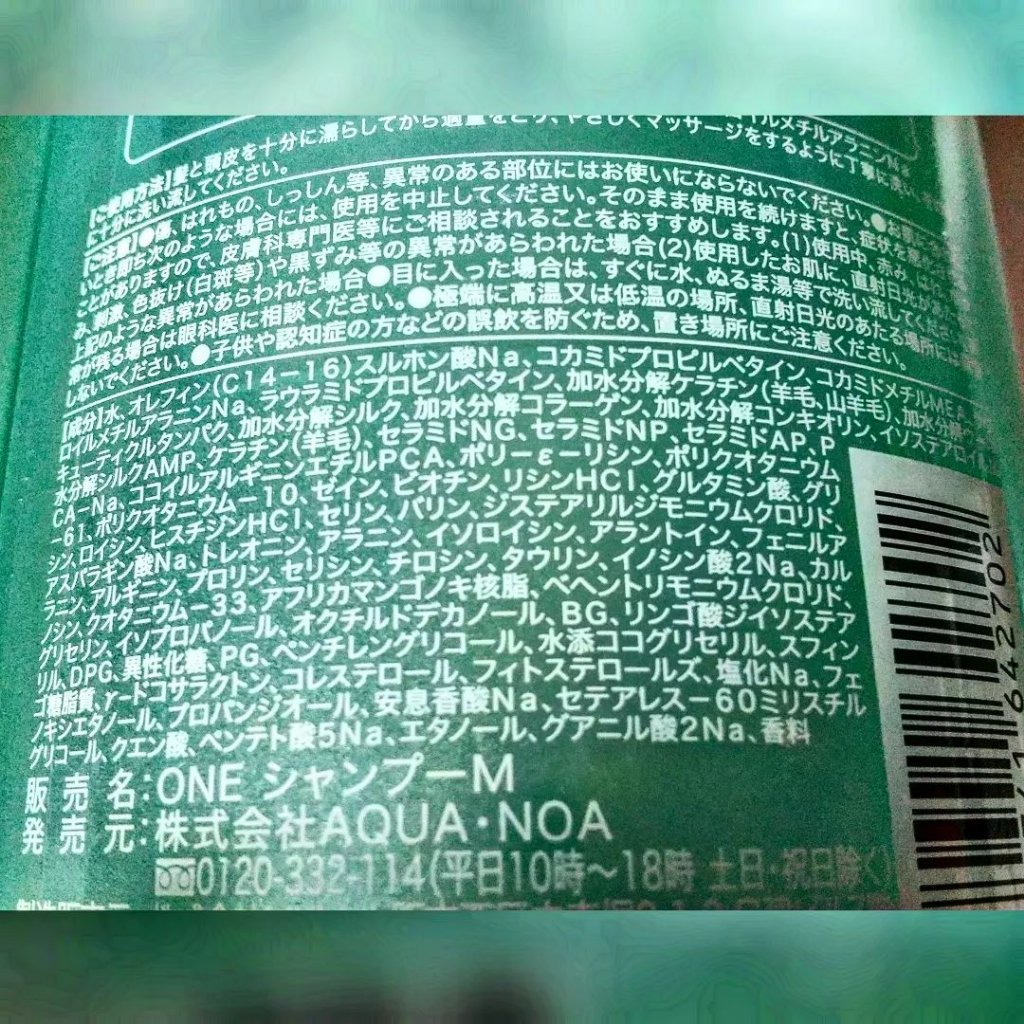 イルメチルアラニンNa
【ご使用方法】髪と頭皮を十分に濡らしてから適量をとり、やさしくマッサージをするように丁寧に
に十分に洗い流してください。
【ご注意】●傷、はれもの、しっしん等、異常のある部位にはお使いにならないでください。●お肌に
いとき即ち次のような場合には、使用を中止してください。そのまま使用を続けますと、症状を
ことがありますので、皮膚科専門医等にご相談されることをおすすめします。(1)使用中、赤み、はれ
み、刺激、色抜け(白斑等)や黒ずみ等の異常があらわれた場合(2)使用したお肌に、直射日光があ
上記のような異常があらわれた場合●目に入った場合は、すぐに水、ぬるま湯等で洗い流してくだ
常が残る場合は眼科医に相談ください。●極端に高温又は低温の場所、直射日光のあたる場所には
しないでください。●子供や認知症の方などの誤飲を防ぐため、置き場所にご注意ください。
【成分】水、オレフィン(C14-16)スルホン酸Na、コカミドプロピルベタイン、コカミドメチルMEA
ロイルメチルアラニンNa、ラウラミドプロピルベタイン、加水分解ケラチン(羊毛、山羊毛)、加水分解
キューティクルタンパク、加水分解シルク、加水分解コラーゲン、加水分解コンキオリン、イソステアロイル
水分解シルクAMP、ケラチン(羊毛)、セラミドNG、セラミドNP、セラミドAP、P
CA-Na、ココイルアルギニンエチルPCA、ポリ-ε-リシン、ポリクオタニウム
-61、ポリクオタニウム-10、ゼイン、ビオチン、リシンHCl、グルタミン酸、グリ
シン、ロイシン、ヒスチジンHCl、セリン、バリン、ジステアリルジモニウムクロリド、
アスパラギン酸Na、トレオニン、アラニン、イソロイシン、アラントイン、フェニルア
ラニン、アルギニン、プロリン、セリシン、チロシン、タウリン、イノシン酸2Na、カル
ノシン、クオタニウム-33、アフリカマンゴノキ核脂、ベヘントリモニウムクロリド、
グリセリン、イソプロパノール、オクチルドデカノール、BG、リンゴ酸ジイソステア
リル、DPG、異性化糖、PG、ペンチレングリコール、水添ココグリセリル、スフィン
ゴ糖脂質、γ-ドコサラクトン、コレステロール、フィトステロールズ、塩化Na、フェ
ノキシエタノール、プロパンジオール、安息香酸Na、セテアレス-60ミリスチル
グリコール、クエン酸、ペンテト酸5Na、エタノール、グアニル酸2Na、香料
販売名:ONE シャンプーM
発売元:株式会社AQUA・NOA
0120-332-114(平日10時～18時 土日・祝日除く)
1 642702